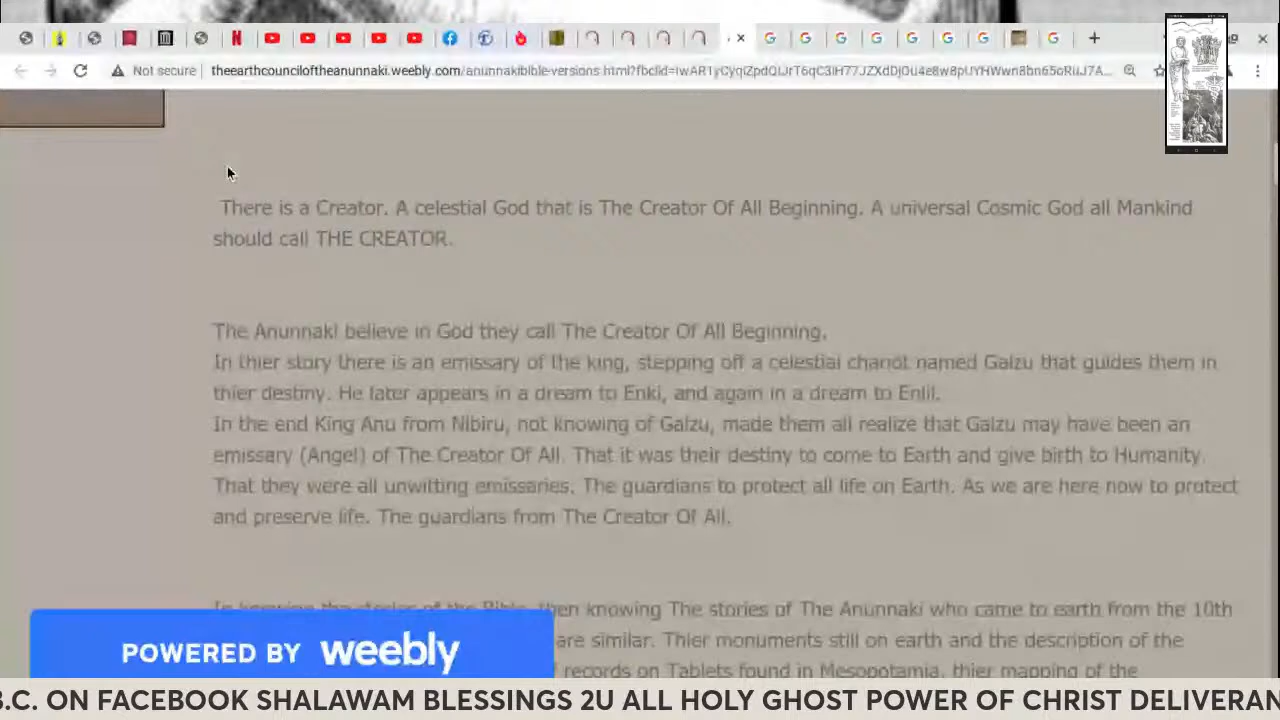 Not secure | theearthcounciloftheanunnaki.weebly.com
There is a Creator. A celestial God that is The Creator Of All Beginning. A universal Cosmic God all Mankind
should call THE CREATOR.
The Anunnaki believe in God they call The Creator Of All Beginning.
In thier story there is an emissary of the king, stepping off a celestial chariot named Galzu that guides them in
thier destiny. He later appears in a dream to Enki, and again in a dream to Enlil.
In the end King Anu from Nibiru, not knowing of Galzu, made them all realize that Galzu may have been an
emissary (Angel) of The Creator Of All. That it was their destiny to come to Earth and give birth to Humanity.
That they were all unwitting emissaries. The guardians to protect all life on Earth. As we are here now to protect
and preserve life. The guardians from The Creator Of All.
In knowing the stories of the Bible, then knowing The stories of The Anunnaki who came to earth from the 10th
are similar. Thier monuments still on earth and the description of the
records on Tablets found in Mesopotamia, thier mapping of the
POWERED BY weebly
B.C. ON FACEBOOK SHALAWAM BLESSINGS 2U ALL HOLY GHOST POWER OF CHRIST DELIVERAN